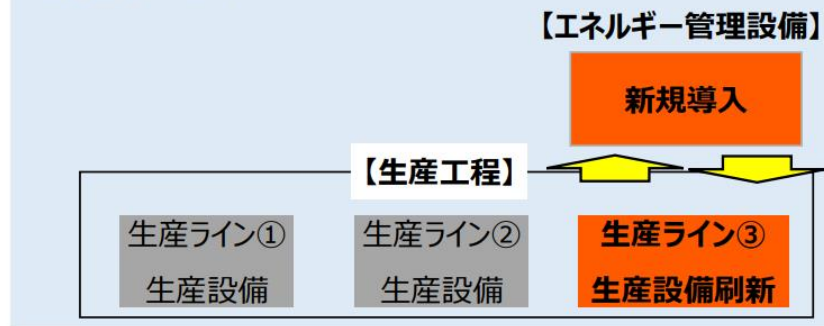 【エネルギー管理設備】
新規導入
【生産工程】
生産ライン①
生産設備
生産ライン②
生産設備
生産ライン③
生産設備刷新